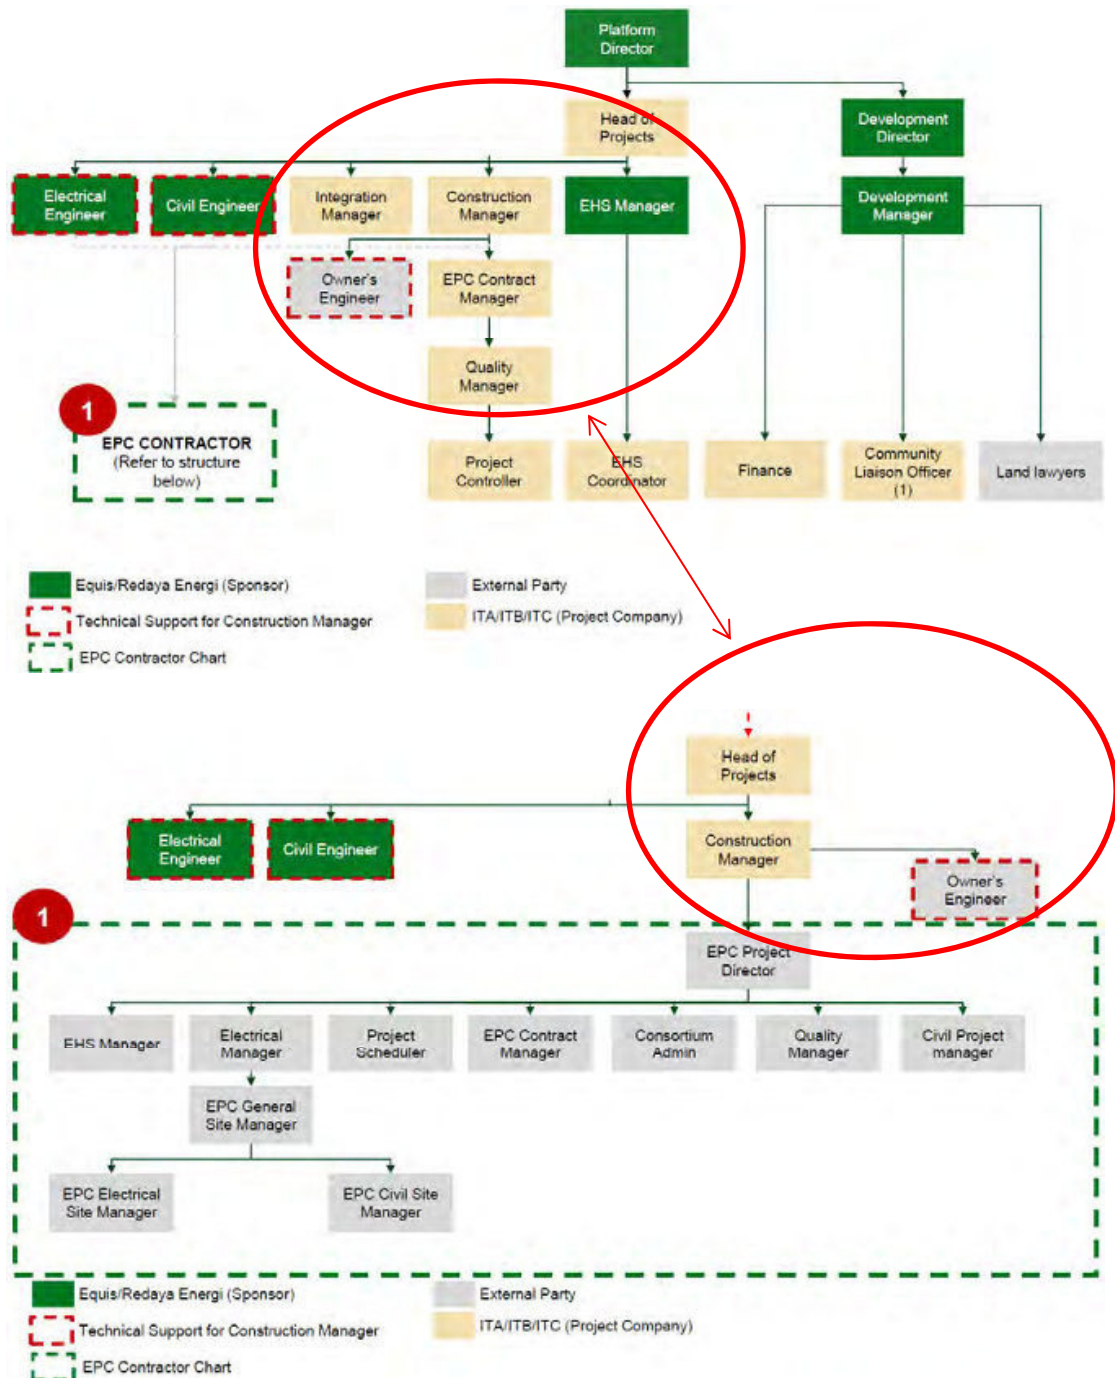 Platform
Director
Head of
Projects
Development
Director
Electrical
Engineer
Civil Engineer
Integration
Manager
Construction
Manager
EHS Manager
Development
Manager
Owner's
Engineer
EPC Contract
Manager
Quality
Manager
1
EPC CONTRACTOR
(Refer to structure
below)
Project
Controller
EHS
Coordinator
Finance
Community
Liaison Officer
(1)
Land lawyers
Equis/Redaya Energi (Sponsor)
External Party
Technical Support for Construction Manager
ITA/ITB/ITC (Project Company)
EPC Contractor Chart
Head of
Projects
Electrical
Engineer
Civil Engineer
Construction
Manager
Owner's
Engineer
1
EPC Project
Director
EHS Manager
Electrical
Manager
Project
Scheduler
EPC Contract
Manager
Consortium
Admin
Quality
Manager
Civil Project
manager
EPC General
Site Manager
EPC Electrical
Site Manager
EPC Civil Site
Manager
Equis/Redaya Energi (Sponsor)
External Party
Technical Support for Construction Manager
ITA/ITB/ITC (Project Company)
EPC Contractor Chart